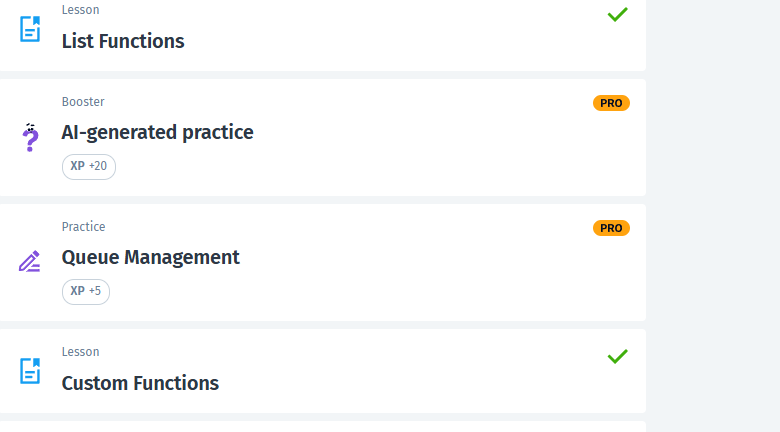 Lesson
List Functions
Booster
PRO
AI-generated practice
XP +20
Practice
PRO
Queue Management
XP +5
Lesson
Custom Functions